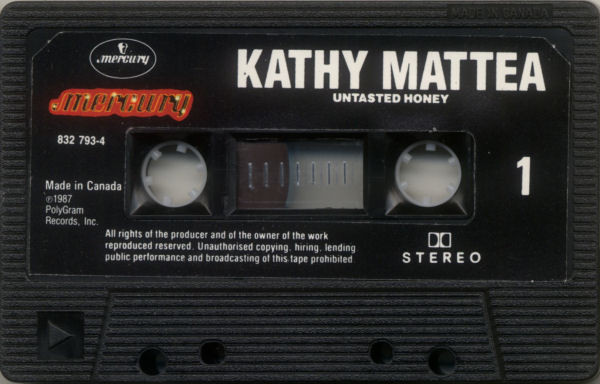 MADE IN CANADA
mercury
KATHY MATTEA
UNTASTED HONEY
mercury
832 793-4
Made in Canada
℗1987
PolyGram
Records, Inc.
1
All rights of the producer and of the owner of the work
reproduced reserved. Unauthorised copying, hiring, lending
public performance and broadcasting of this tape prohibited
STEREO